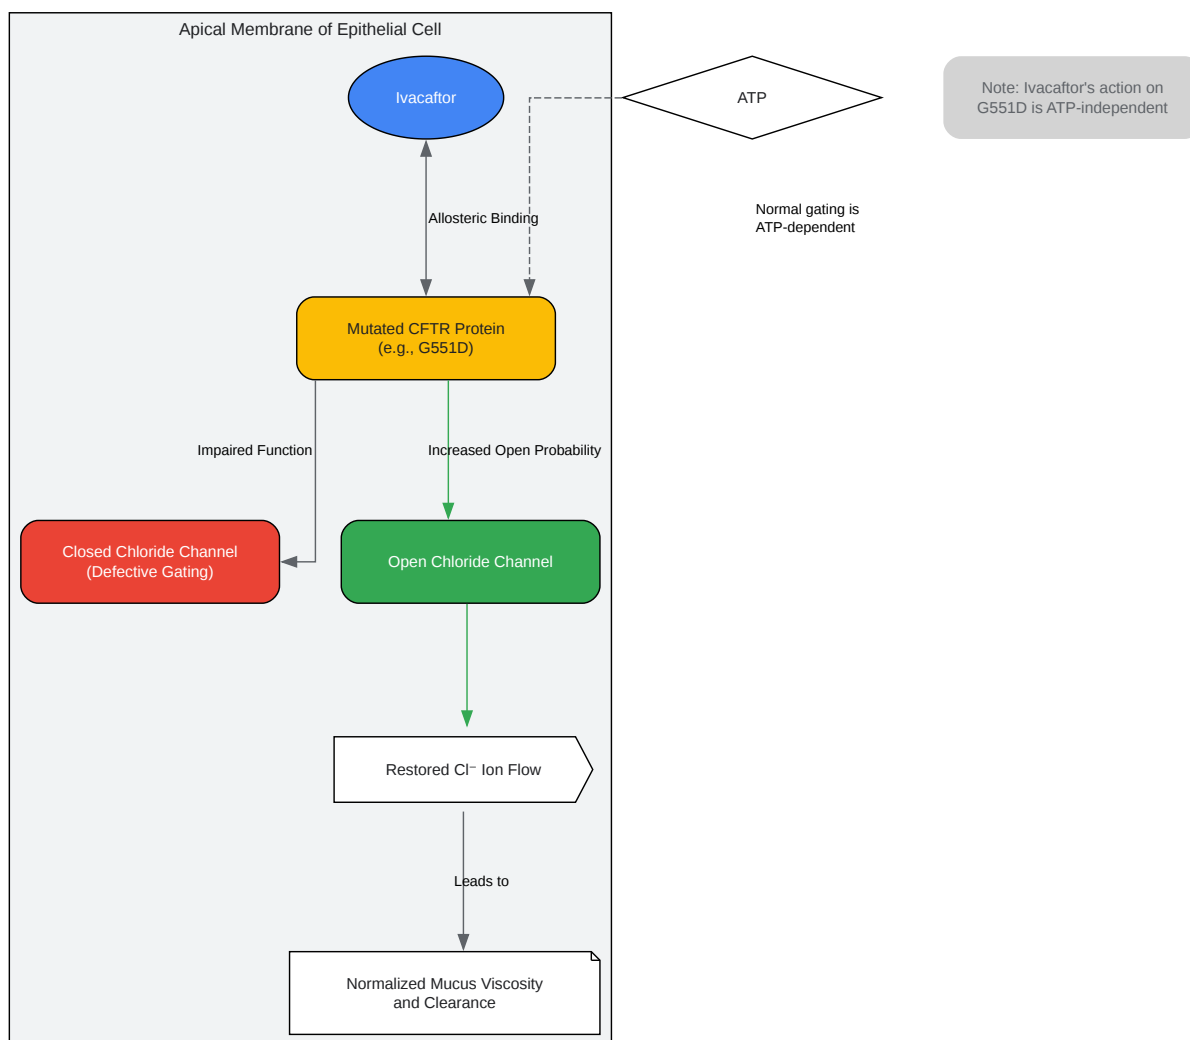 Apical Membrane of Epithelial Cell
Ivacaftor
ATP
Note: Ivacaftor's action on
G551D is ATP-independent
Allosteric Binding
Normal gating is
ATP-dependent
Mutated CFTR Protein
(e.g., G551D)
Impaired Function
Increased Open Probability
Closed Chloride Channel
(Defective Gating)
Open Chloride Channel
Restored Cl⁻ Ion Flow
Leads to
Normalized Mucus Viscosity
and Clearance